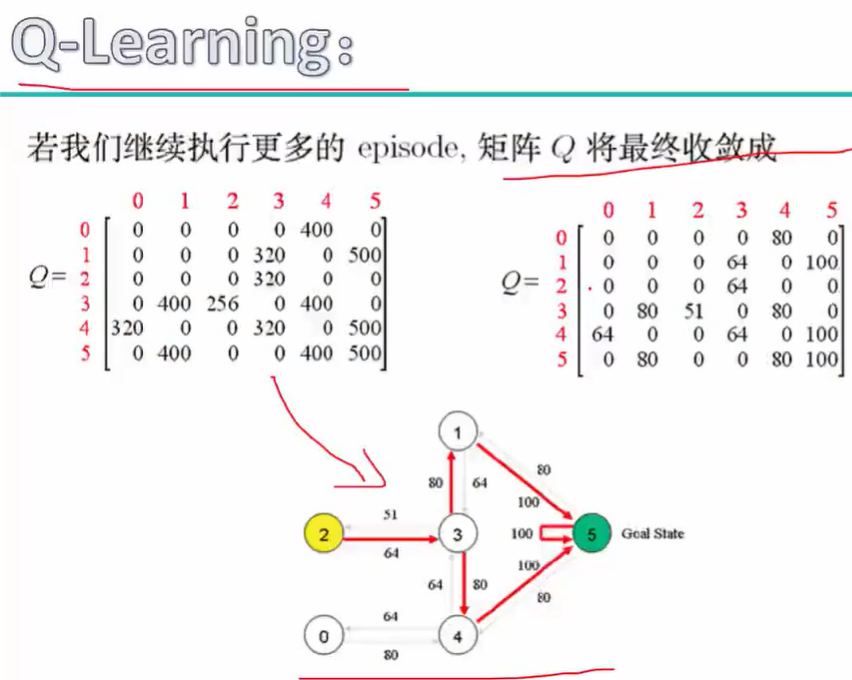 Q-Learning:
若我们继续执行更多的 episode, 矩阵 Q 将最终收敛成
0 1 2 3 4 5
0 0 0 0 0 400 0
1 0 0 0 320 0 500
Q= 2 0 0 0 320 0 0
3 0 400 256 0 400 0
4 320 0 0 320 0 500
5 0 400 0 0 400 500
0 1 2 3 4 5
0 0 0 0 0 80 0
1 0 0 0 64 0 100
Q= 2 0 0 0 64 0 0
3 0 80 51 0 80 0
4 64 0 0 64 0 100
5 0 80 0 0 80 100
1
80
80 64
100
51
2 3 100 5 Goal State
64
100
64 80
80
64
0 4
80